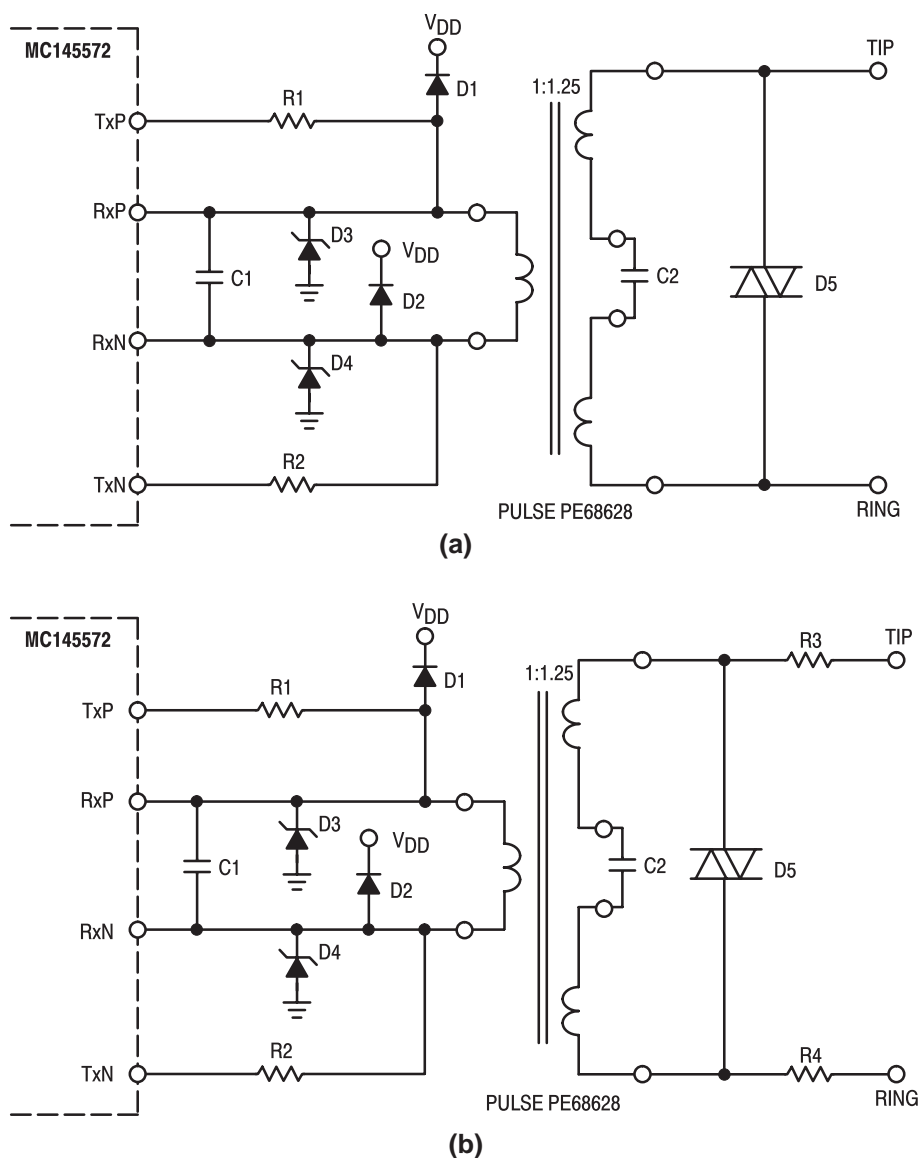 VDD
MC145572
TIP
D1
1:1.25
R1
TxP
RxP
D3
VDD
C1
C2
D5
D2
RxN
D4
R2
TxN
PULSE PE68628
RING
(a)
VDD
MC145572
R3
TIP
D1
1:1.25
R1
TxP
RxP
D3
VDD
C1
C2
D5
D2
RxN
D4
R2
R4
TxN
RING
PULSE PE68628
(b)